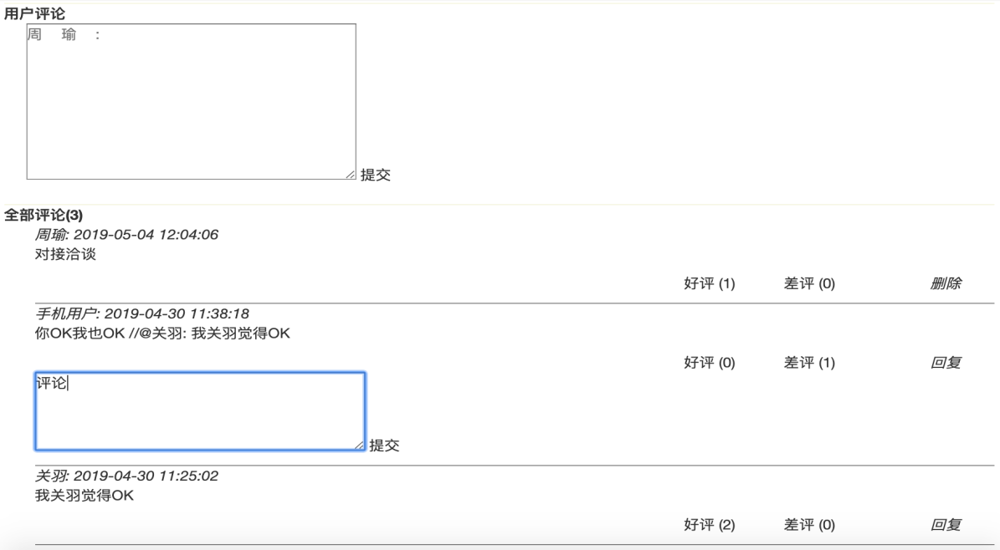 用户评论
周 瑜 :
提交
全部评论(3)
周瑜: 2019-05-04 12:04:06
对接洽谈
好评 (1) 差评 (0) 删除
手机用户: 2019-04-30 11:38:18
你OK我也OK //@关羽: 我关羽觉得OK
好评 (0) 差评 (1) 回复
评论
提交
关羽: 2019-04-30 11:25:02
我关羽觉得OK
好评 (2) 差评 (0) 回复